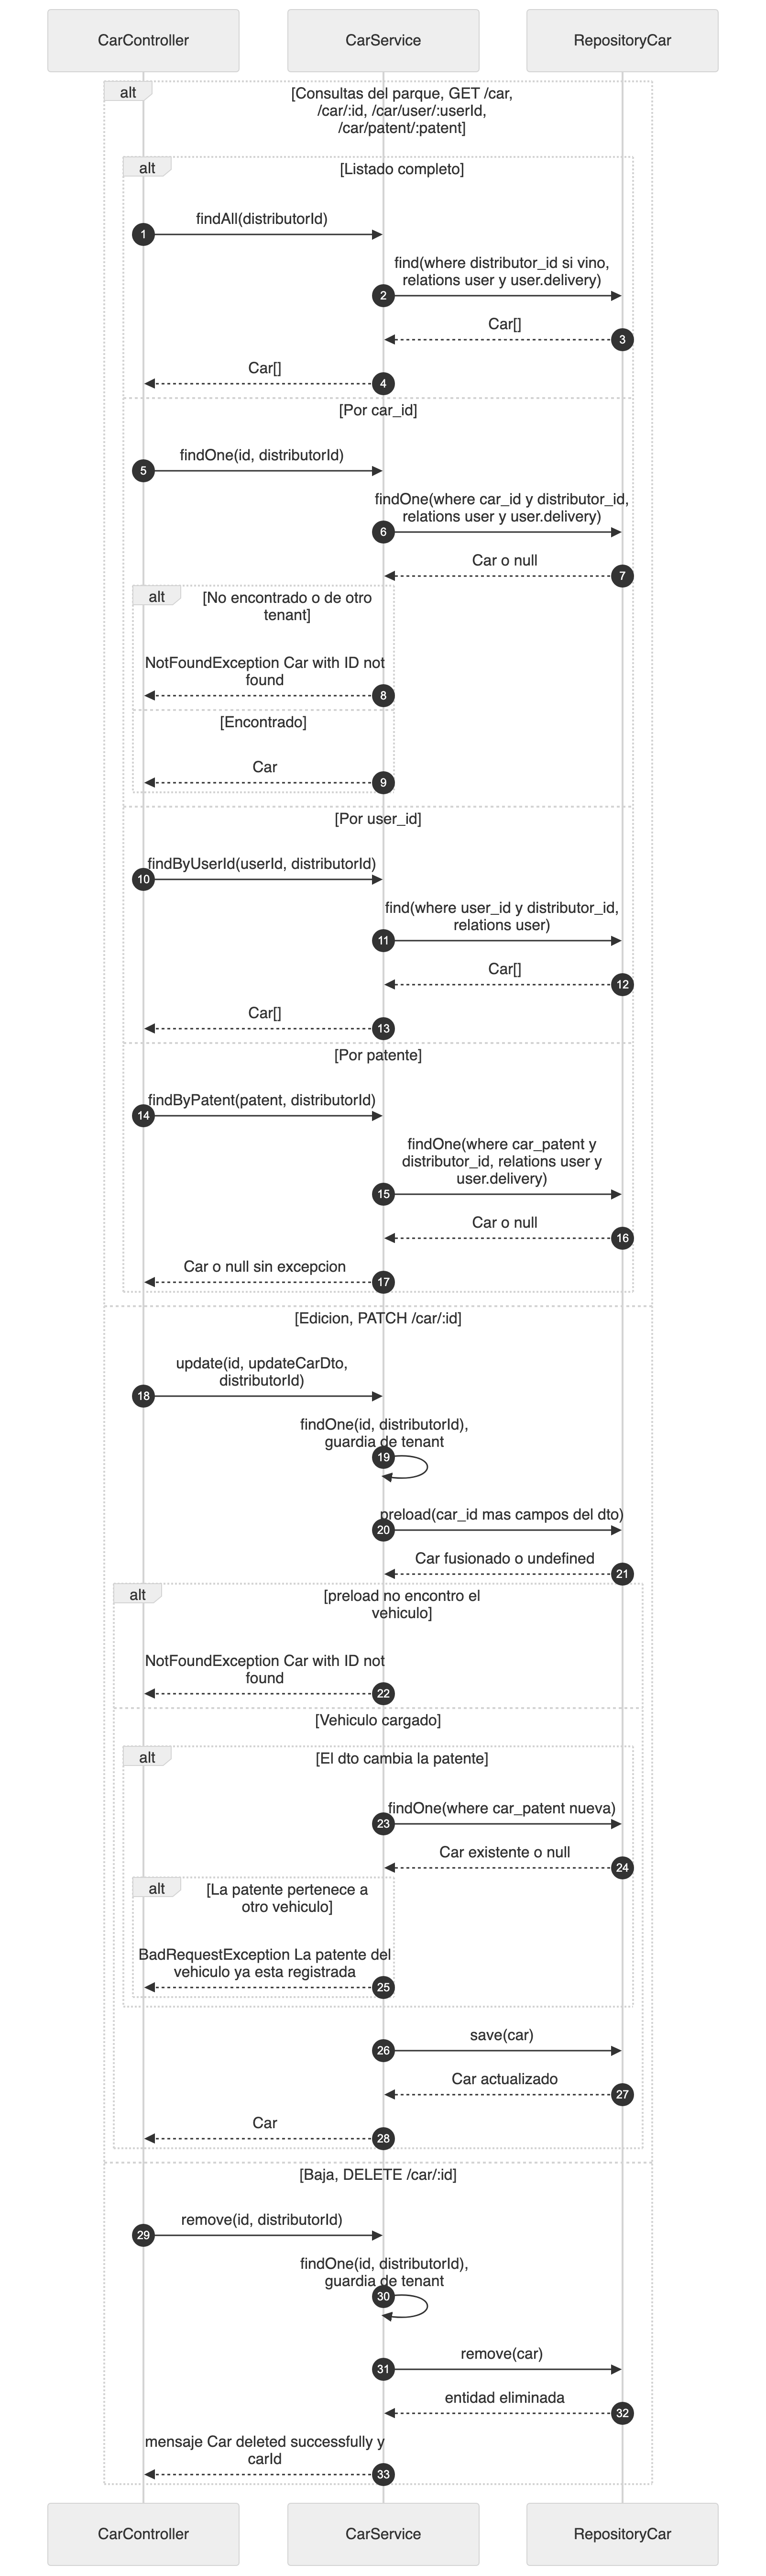 CarController
CarService
RepositoryCar
alt
[Consultas del parque, GET /car,
/car/:id, /car/user/:userId,
/car/patent/:patent]
alt
[Listado completo]
findAll(distributorId)
1
find(where distributor_id si vino,
relations user y user.delivery)
2
Car[]
3
Car[]
4
[Por car_id]
findOne(id, distributorId)
5
findOne(where car_id y distributor_id,
relations user y user.delivery)
6
Car o null
7
alt
[No encontrado o de otro
tenant]
NotFoundException Car with ID not
found
8
[Encontrado]
Car
9
[Por user_id]
findByUserId(userId, distributorId)
10
find(where user_id y distributor_id,
relations user)
11
Car[]
12
Car[]
13
[Por patente]
findByPatent(patent, distributorId)
14
findOne(where car_patent y
distributor_id, relations user y
user.delivery)
15
Car o null
16
Car o null sin excepcion
17
[Edicion, PATCH /car/:id]
update(id, updateCarDto,
distributorId)
18
findOne(id, distributorId),
guardia de tenant
19
preload(car_id mas campos del dto)
20
Car fusionado o undefined
21
alt
[preload no encontro el
vehiculo]
NotFoundException Car with ID not
found
22
[Vehiculo cargado]
alt
[El dto cambia la patente]
findOne(where car_patent nueva)
23
Car existente o null
24
alt
[La patente pertenece a
otro vehiculo]
BadRequestException La patente del
vehiculo ya esta registrada
25
save(car)
26
Car actualizado
27
Car
28
[Baja, DELETE /car/:id]
remove(id, distributorId)
29
findOne(id, distributorId),
guardia de tenant
30
remove(car)
31
entidad eliminada
32
mensaje Car deleted successfully y
carId
33
CarController
CarService
RepositoryCar